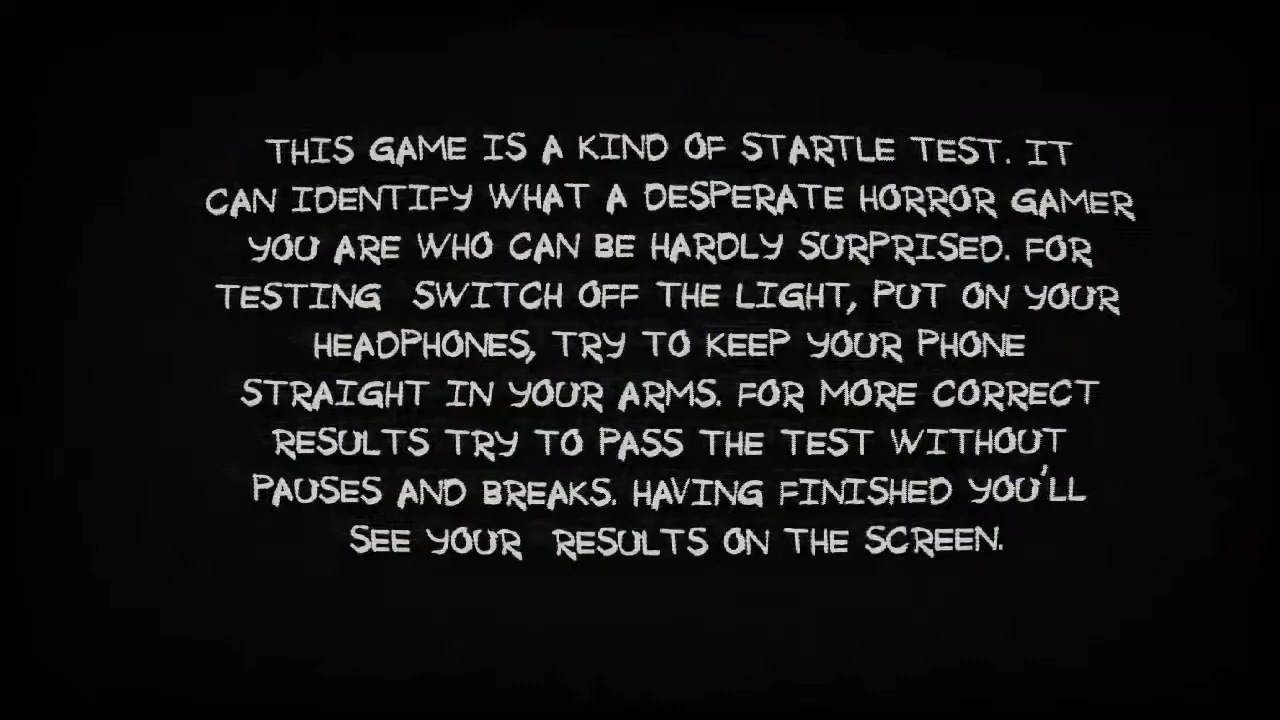 THIS GAME IS A KIND OF STARTLE TEST. IT
CAN IDENTIFY WHAT A DESPERATE HORROR GAMER
YOU ARE WHO CAN BE HARDLY SURPRISED. FOR
TESTING SWITCH OFF THE LIGHT, PUT ON YOUR
HEADPHONES, TRY TO KEEP YOUR PHONE
STRAIGHT IN YOUR ARMS. FOR MORE CORRECT
RESULTS TRY TO PASS THE TEST WITHOUT
PAUSES AND BREAKS. HAVING FINISHED YOU'LL
SEE YOUR RESULTS ON THE SCREEN.